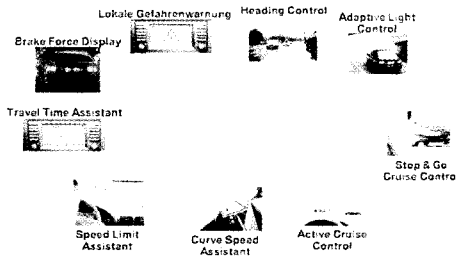 Lokale Gefahrenwarnung
Heading Control
Adaptive Light
Control
Brake Force Display
Travel Time Assistant
Stop & Go
Cruise Control
Speed Limit
Assistant
Curve Speed
Assistant
Active Cruise
Control